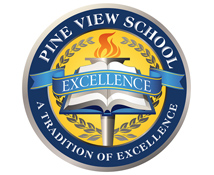 PINE VIEW SCHOOL
EXCELLENCE
A TRADITION OF EXCELLENCE